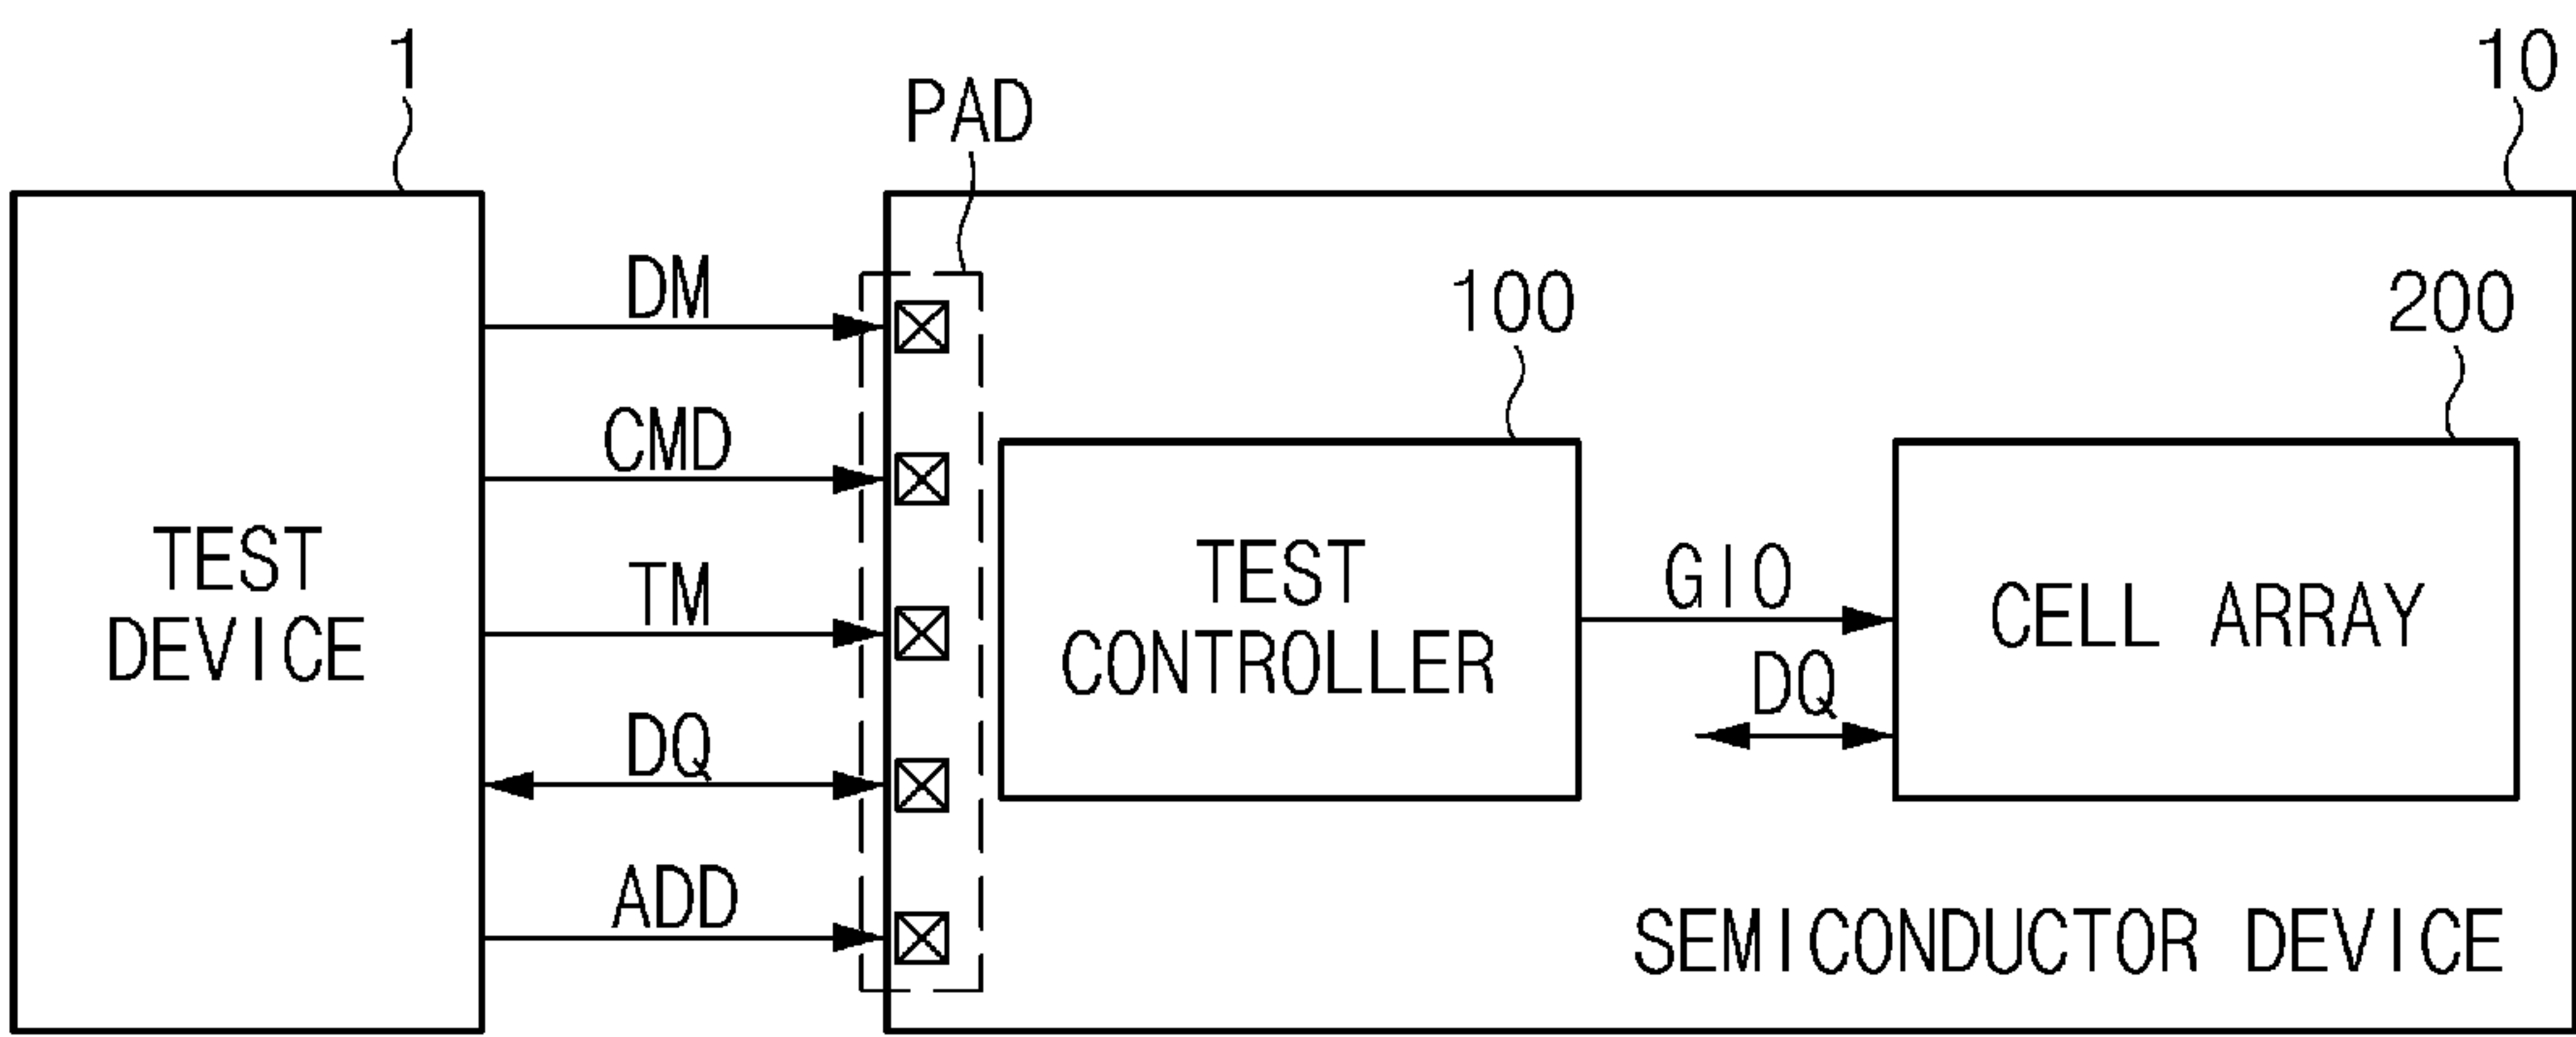 1
10
PAD
DM
100
200
CMD
TEST
DEVICE
TM
TEST
CONTROLLER
GIO
CELL ARRAY
DQ
DQ
ADD
SEMICONDUCTOR DEVICE